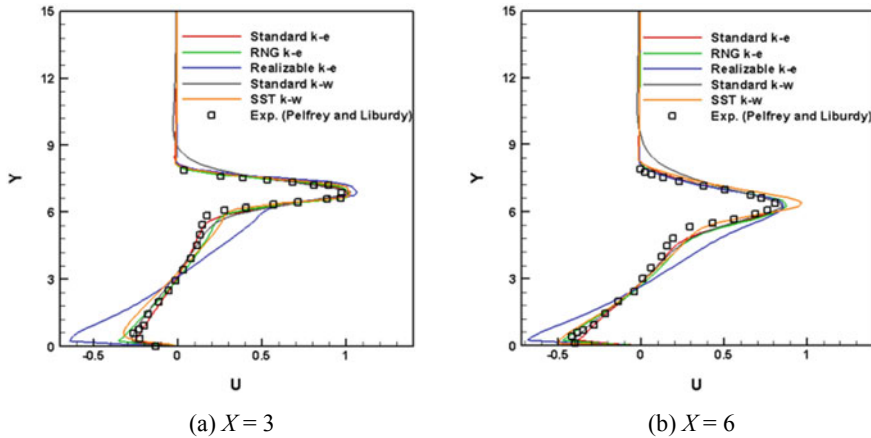 15
12
9
6
3
0
Y
-0.5
0
0.5
1
U
Standard k-e
RNG k-e
Realizable k-e
Standard k-w
SST k-w
Exp. (Pelfrey and Liburdy)
(a) X = 3
15
12
9
6
3
0
Y
-0.5
0
0.5
1
U
Standard k-e
RNG k-e
Realizable k-e
Standard k-w
SST k-w
Exp. (Pelfrey and Liburdy)
(b) X = 6